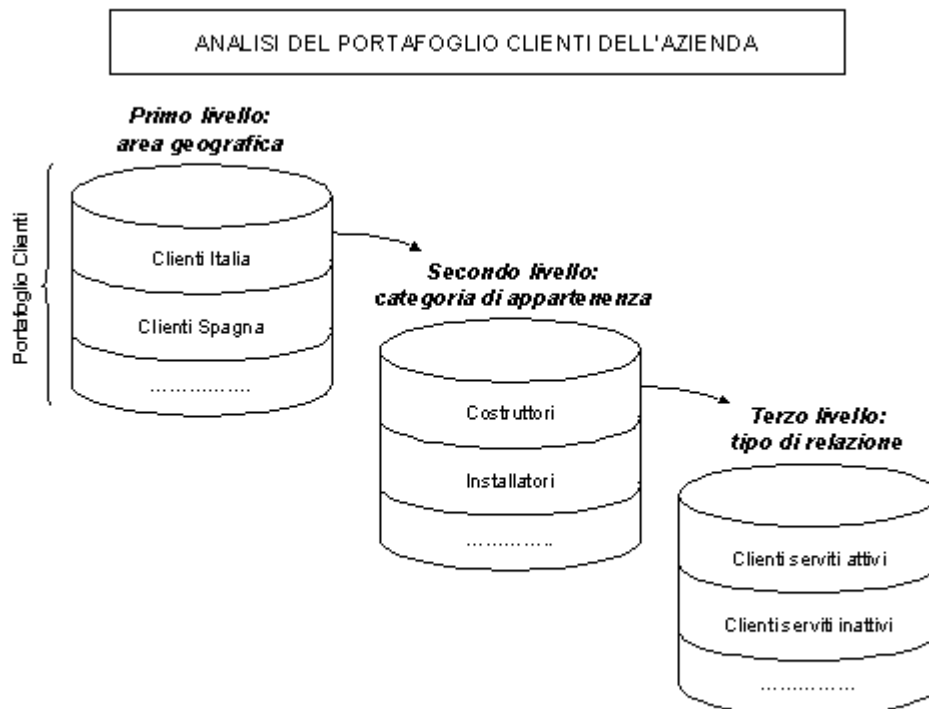 ANALISI DEL PORTAFOGLIO CLIENTI DELL'AZIENDA
Primo livello:
area geografica
Portafoglio Clienti
Clienti Italia
Clienti Spagna
................
Secondo livello:
categoria di appartenenza
Costruttori
Installatori
..............
Terzo livello:
tipo di relazione
Clienti serviti attivi
Clienti serviti inattivi
...............